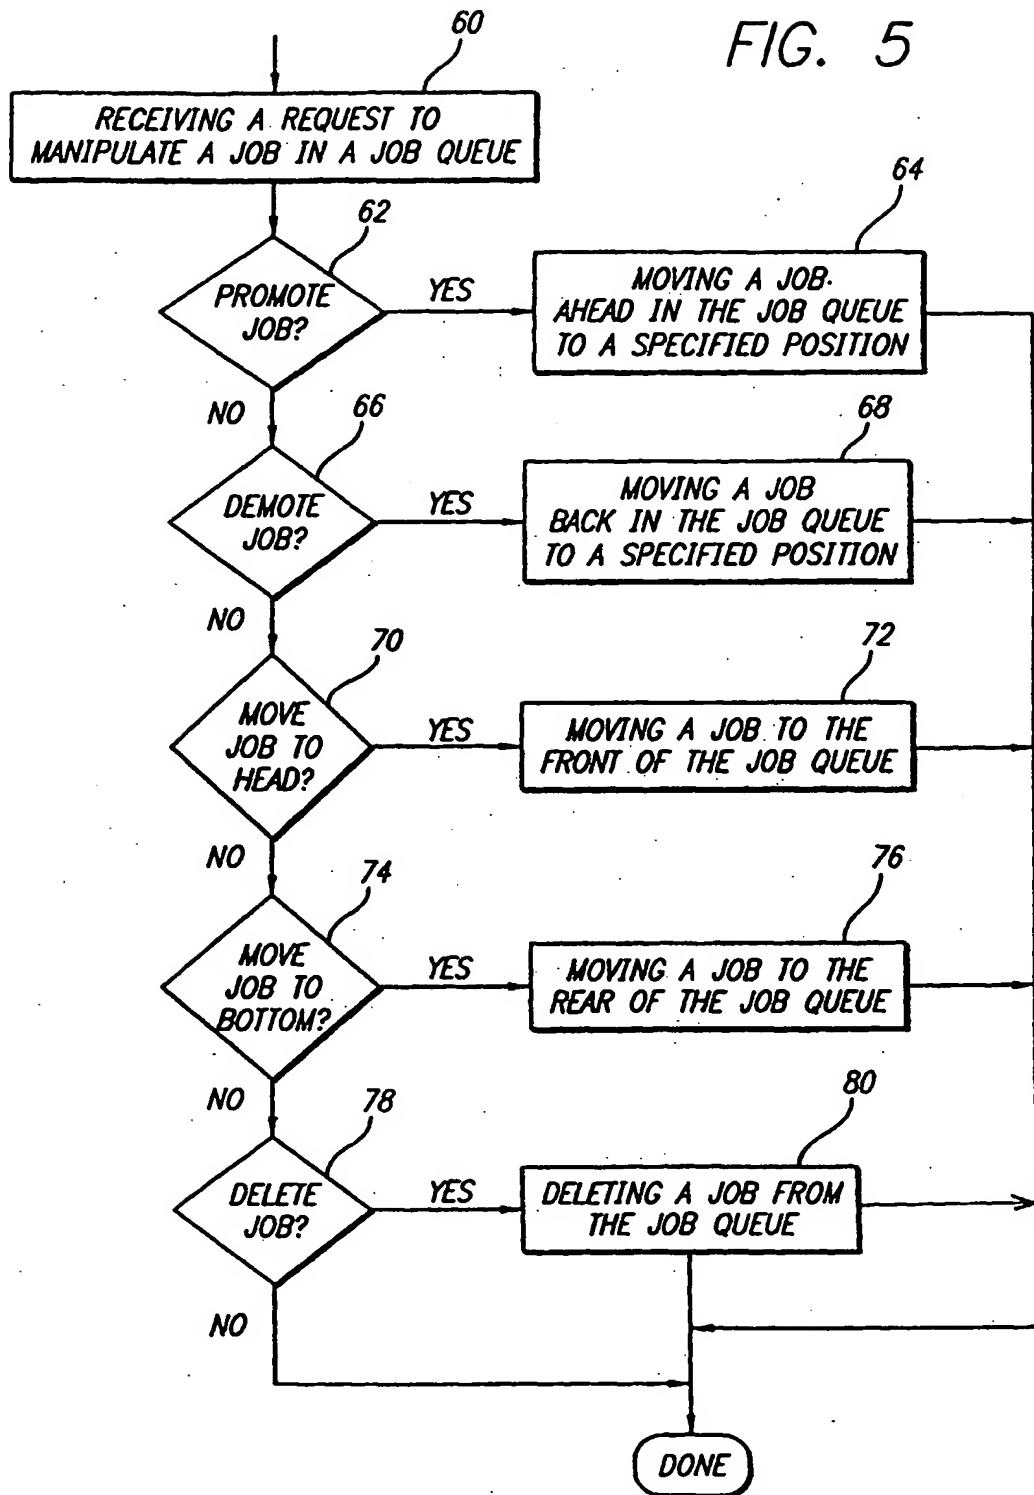 FIG. 5
60
RECEIVING A REQUEST TO
MANIPULATE A JOB IN A JOB QUEUE
62
PROMOTE
JOB?
YES
64
MOVING A JOB
AHEAD IN THE JOB QUEUE
TO A SPECIFIED POSITION
NO
66
DEMOTE
JOB?
YES
68
MOVING A JOB
BACK IN THE JOB QUEUE
TO A SPECIFIED POSITION
NO
70
MOVE
JOB TO
HEAD?
YES
72
MOVING A JOB TO THE
FRONT OF THE JOB QUEUE
NO
74
MOVE
JOB TO
BOTTOM?
YES
76
MOVING A JOB TO THE
REAR OF THE JOB QUEUE
NO
78
DELETE
JOB?
YES
80
DELETING A JOB FROM
THE JOB QUEUE
NO
DONE